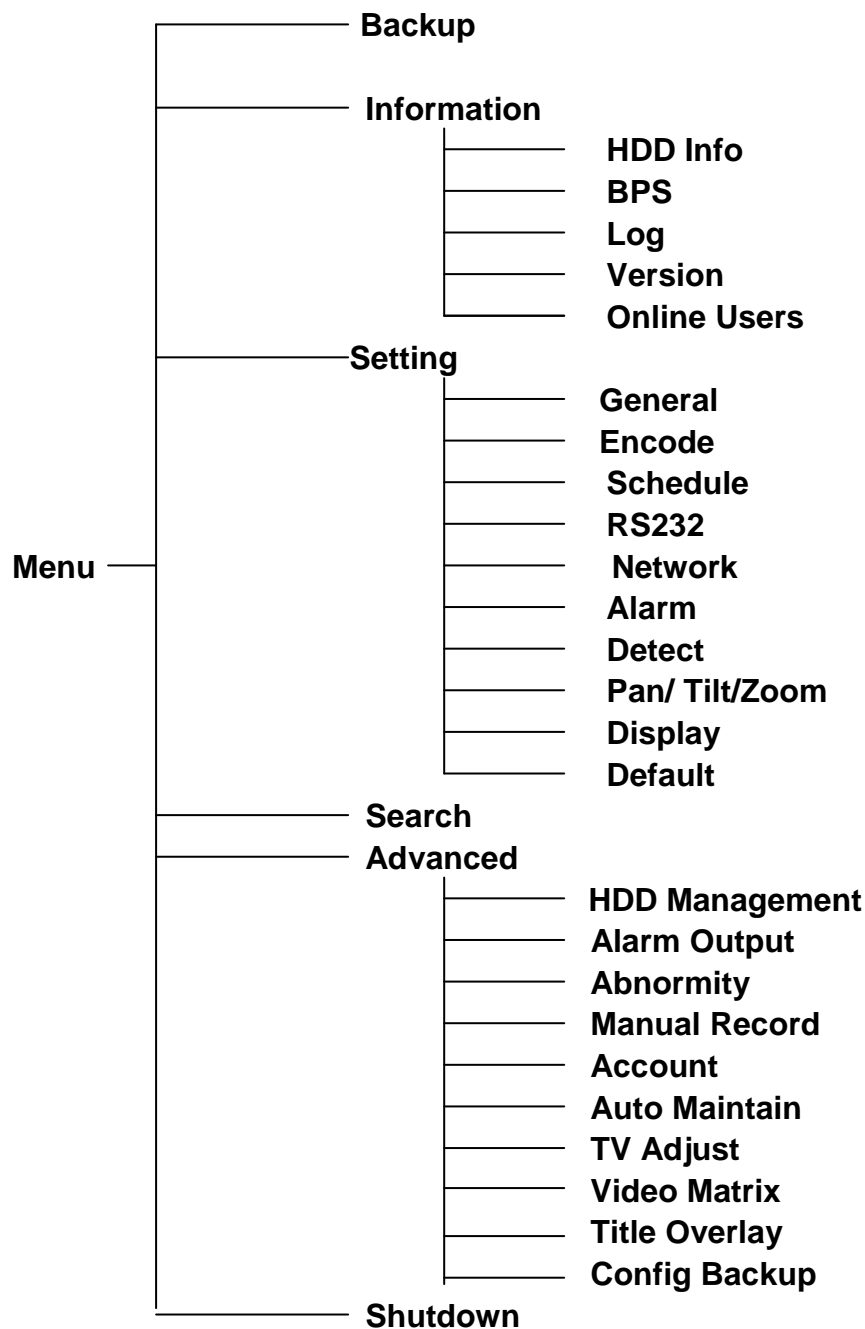 Backup
Information
HDD Info
BPS
Log
Version
Online Users
Setting
General
Encode
Schedule
RS232
Menu
Network
Alarm
Detect
Pan/ Tilt/Zoom
Display
Default
Search
Advanced
HDD Management
Alarm Output
Abnormity
Manual Record
Account
Auto Maintain
TV Adjust
Video Matrix
Title Overlay
Config Backup
Shutdown